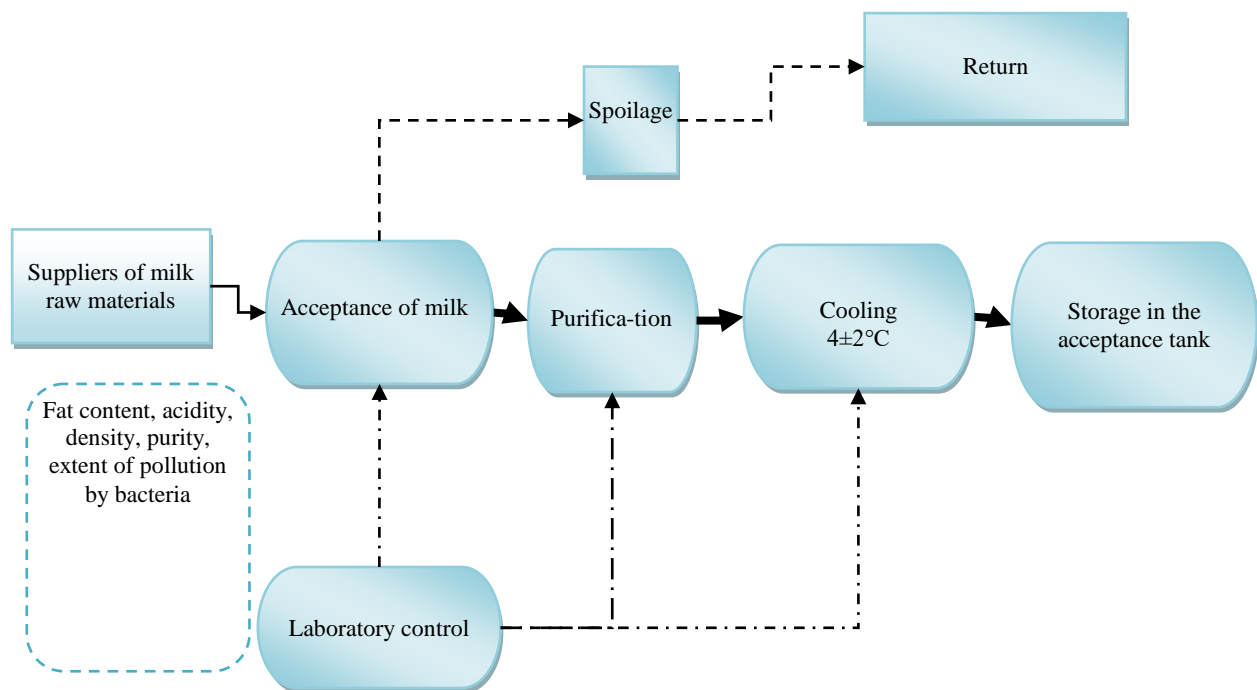 Return
Spoilage
Suppliers of milk
raw materials
Acceptance of milk
Purifica-tion
Cooling
4±2°C
Storage in the
acceptance tank
Fat content, acidity,
density, purity,
extent of pollution
by bacteria
Laboratory control